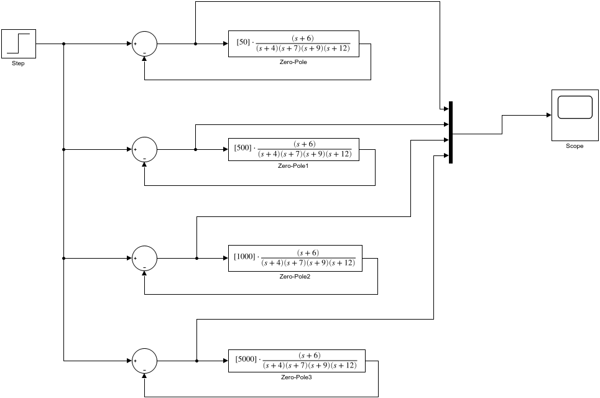 [50]·(s+6)/(s+4)(s+7)(s+9)(s+12)
+
-
Step
Zero-Pole
[500]·(s+6)/(s+4)(s+7)(s+9)(s+12)
+
-
Scope
Zero-Pole1
[1000]·(s+6)/(s+4)(s+7)(s+9)(s+12)
+
-
Zero-Pole2
[5000]·(s+6)/(s+4)(s+7)(s+9)(s+12)
+
-
Zero-Pole3